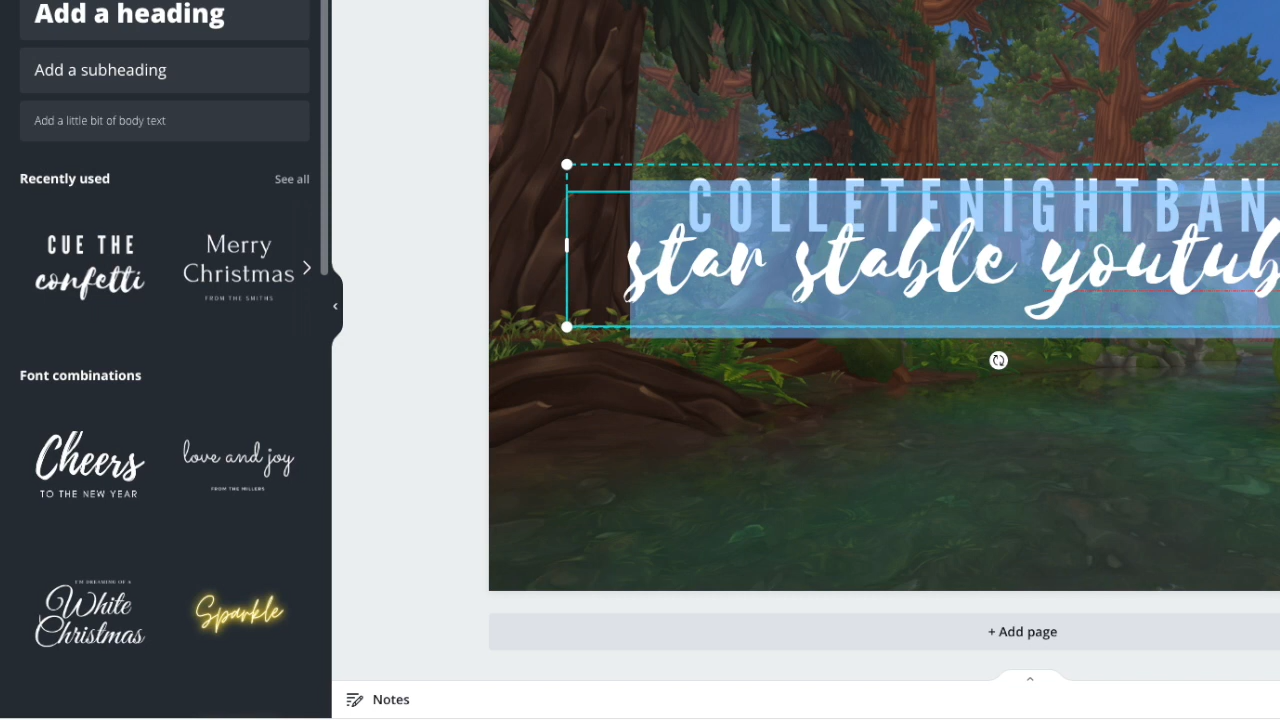 Add a heading
Add a subheading
Add a little bit of body text
Recently used
See all
CUE THE
confetti
Merry
Christmas
FROM THE SMITHS
Font combinations
Cheers
TO THE NEW YEAR
love and joy
FROM THE MILLERS
I'M DREAMING OF A
White
Christmas
Sparkle
COLLETENIGHTBAN
star stable youtub
+ Add page
Notes